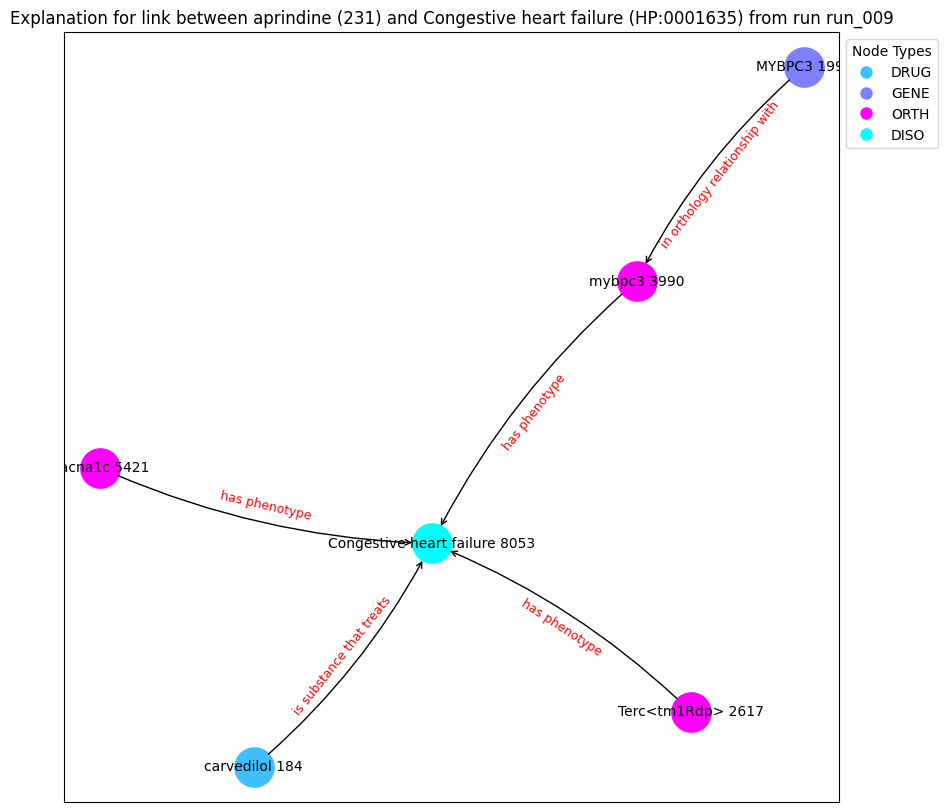 Explanation for link between aprindine (231) and Congestive heart failure (HP:0001635) from run run_009
Node Types
DRUG
GENE
ORTH
DISO
MYBPC3 199
in orthology relationship with
mybpc3 3990
has phenotype
acna1c 5421
has phenotype
Congestive heart failure 8053
is substance that treats
has phenotype
Terc<tm1Rdp> 2617
carvedilol 184